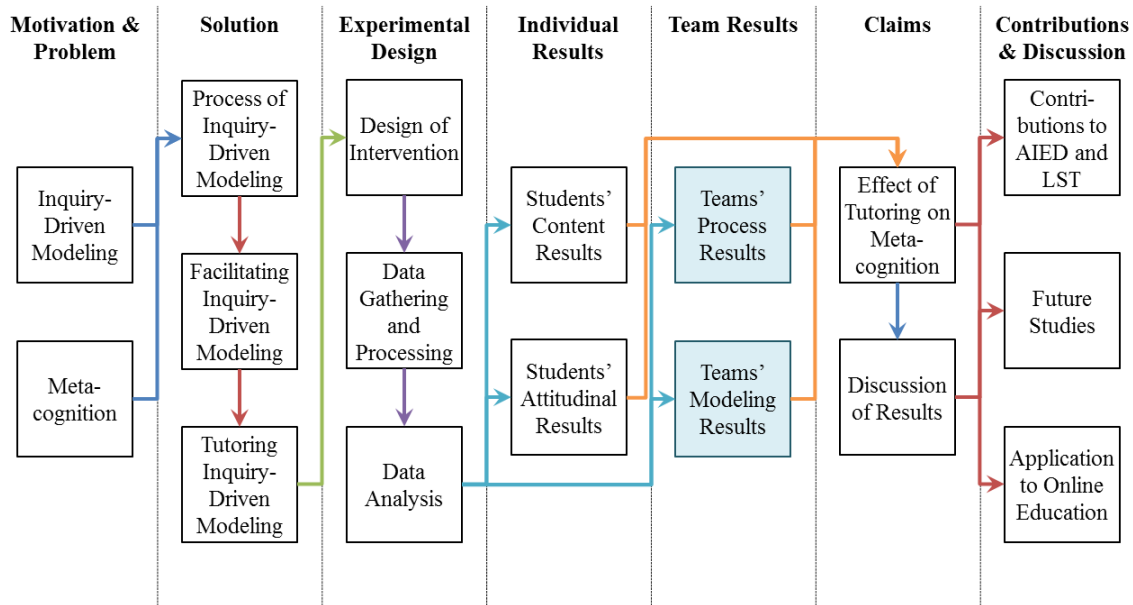 Motivation &
Problem
Solution
Experimental
Design
Individual
Results
Team Results
Claims
Contributions
& Discussion
Inquiry-
Driven
Modeling
Meta-
cognition
Process of
Inquiry-
Driven
Modeling
Facilitating
Inquiry-
Driven
Modeling
Tutoring
Inquiry-
Driven
Modeling
Design of
Intervention
Data
Gathering
and
Processing
Data
Analysis
Students’
Content
Results
Students’
Attitudinal
Results
Teams’
Process
Results
Teams’
Modeling
Results
Effect of
Tutoring on
Meta-
cognition
Discussion
of Results
Contri-
butions to
AIED and
LST
Future
Studies
Application
to Online
Education